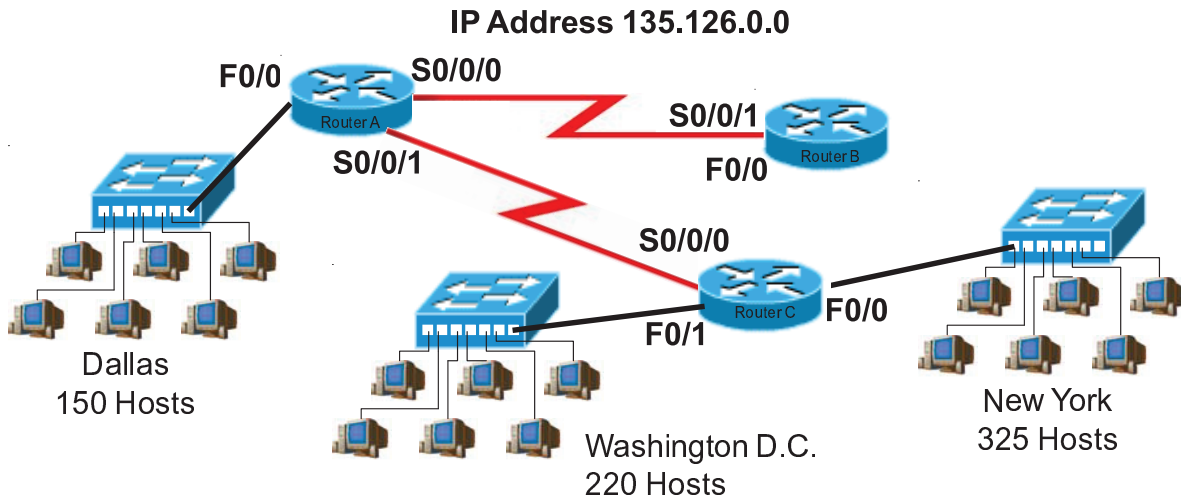 IP Address 135.126.0.0
F0/0
S0/0/0
Router A
S0/0/1
S0/0/1
Router B
F0/0
S0/0/0
Router C
F0/1
F0/0
Dallas
150 Hosts
Washington D.C.
220 Hosts
New York
325 Hosts